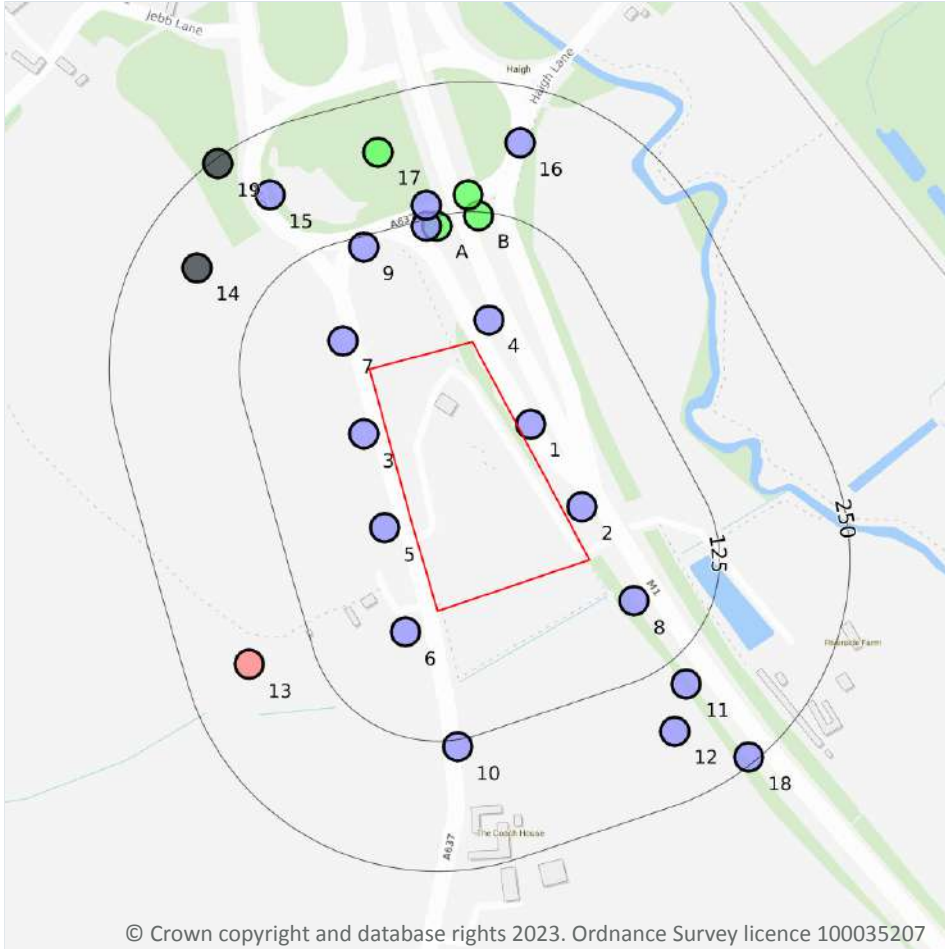 Jebb Lane
Haigh
Haigh Lane
16
17
19
15
A637
A
B
9
14
4
7
1
3
250
2
5
125
M1
8
6
Riverside Farm
13
11
12
18
10
The Coach House
A637
© Crown copyright and database rights 2023. Ordnance Survey licence 100035207